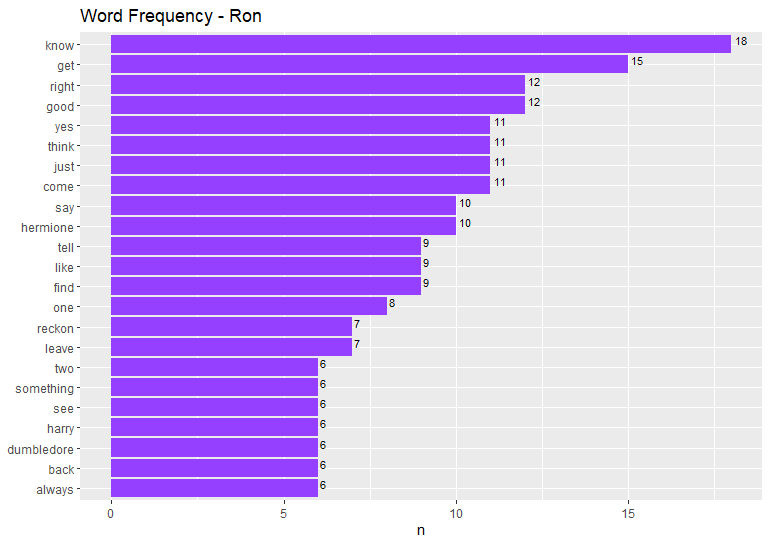 Word Frequency - Ron
know 18
get 15
right 12
good 12
yes 11
think 11
just 11
come 11
say 10
hermione 10
tell 9
like 9
find 9
one 8
reckon 7
leave 7
two 6
something 6
see 6
harry 6
dumbledore 6
back 6
always 6
0 5 10 15
n